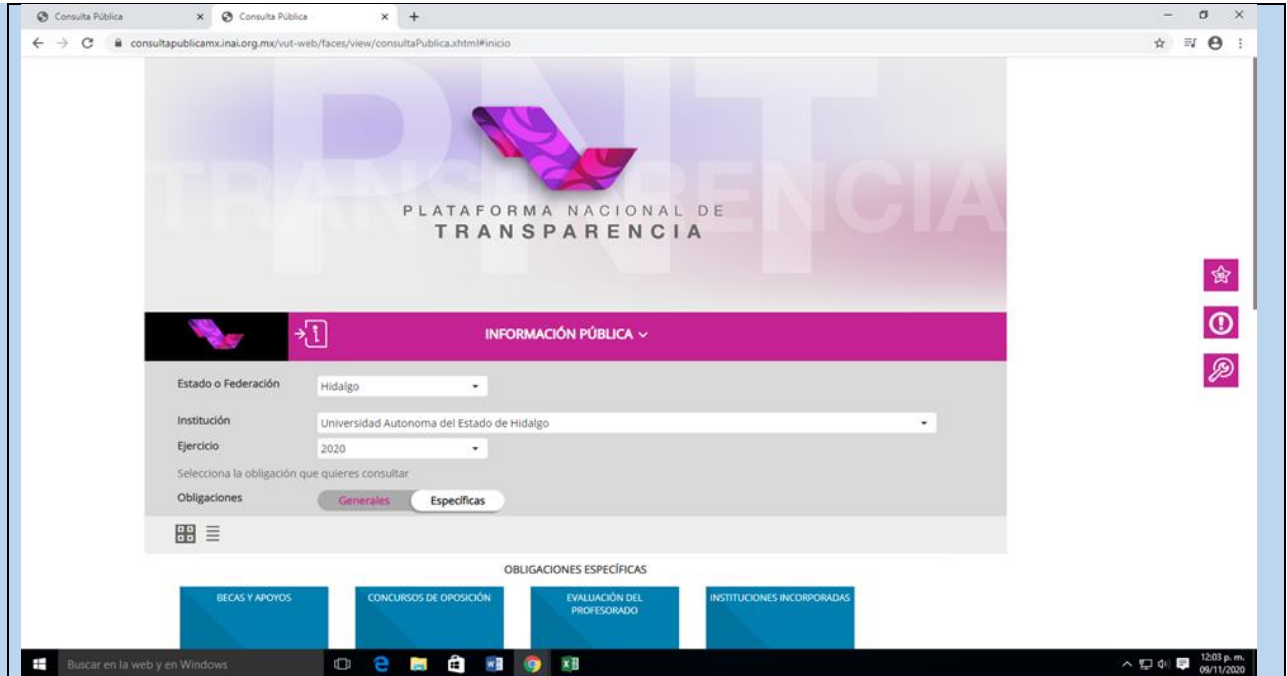 Consulta Pública
Consulta Pública
consultapublicamx.inai.org.mx/vut-web/faces/view/consultaPublica.xhtml#inicio
PNT
TRANSPARENCIA
PLATAFORMA NACIONAL DE
TRANSPARENCIA
INFORMACIÓN PÚBLICA
Estado o Federación
Hidalgo
Institución
Universidad Autonoma del Estado de Hidalgo
Ejercicio
2020
Selecciona la obligación que quieres consultar
Obligaciones
Generales
Específicas
OBLIGACIONES ESPECÍFICAS
BECAS Y APOYOS
CONCURSOS DE OPOSICIÓN
EVALUACIÓN DEL
PROFESORADO
INSTITUCIONES INCORPORADAS
Buscar en la web y en Windows
12:03 p. m.
09/11/2020